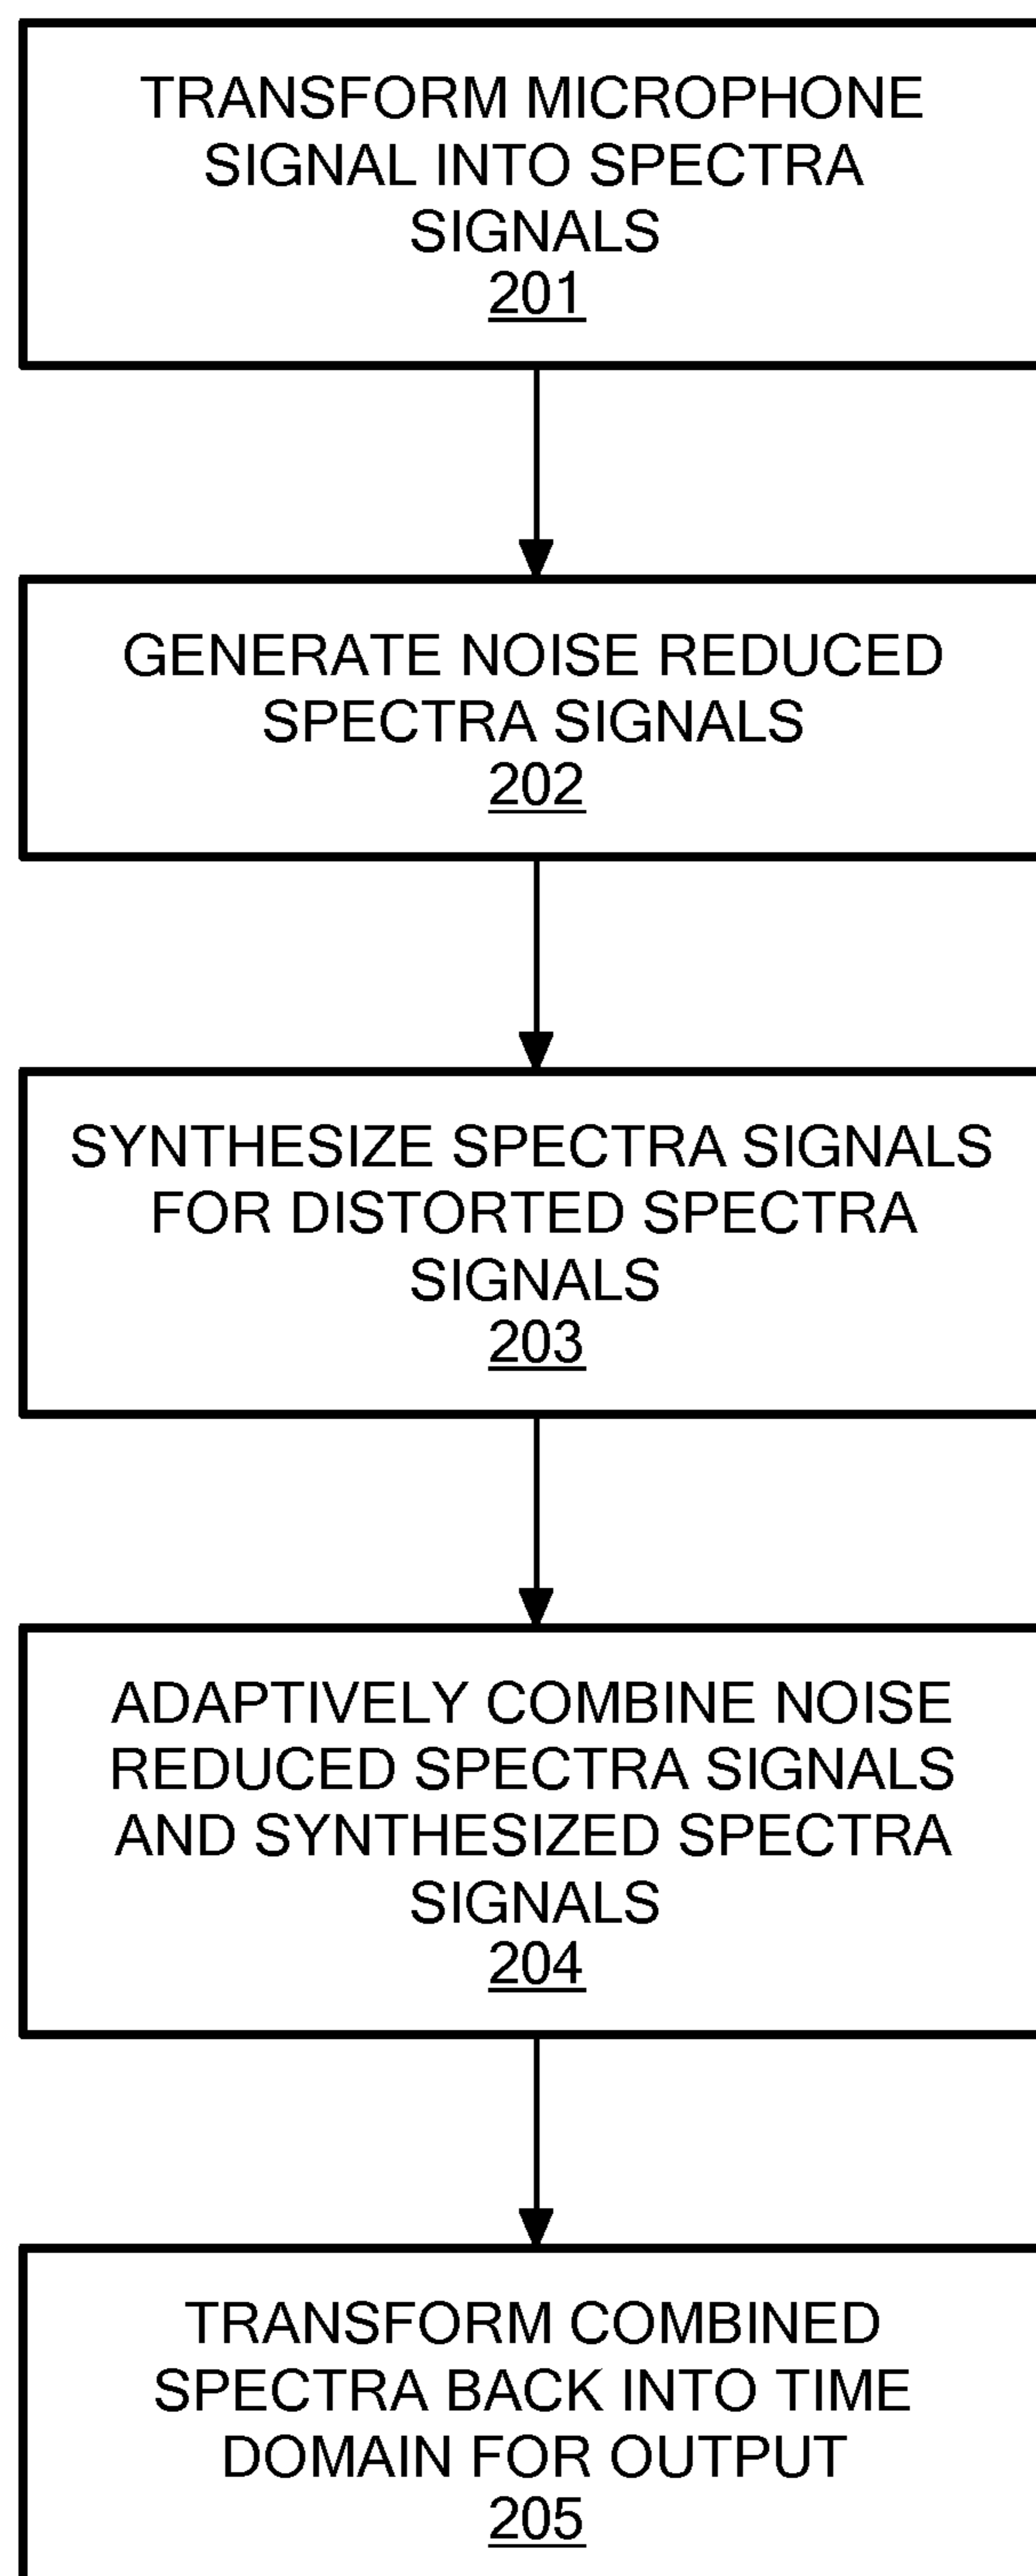 TRANSFORM MICROPHONE
SIGNAL INTO SPECTRA
SIGNALS
201
GENERATE NOISE REDUCED
SPECTRA SIGNALS
202
SYNTHESIZE SPECTRA SIGNALS
FOR DISTORTED SPECTRA
SIGNALS
203
ADAPTIVELY COMBINE NOISE
REDUCED SPECTRA SIGNALS
AND SYNTHESIZED SPECTRA
SIGNALS
204
TRANSFORM COMBINED
SPECTRA BACK INTO TIME
DOMAIN FOR OUTPUT
205